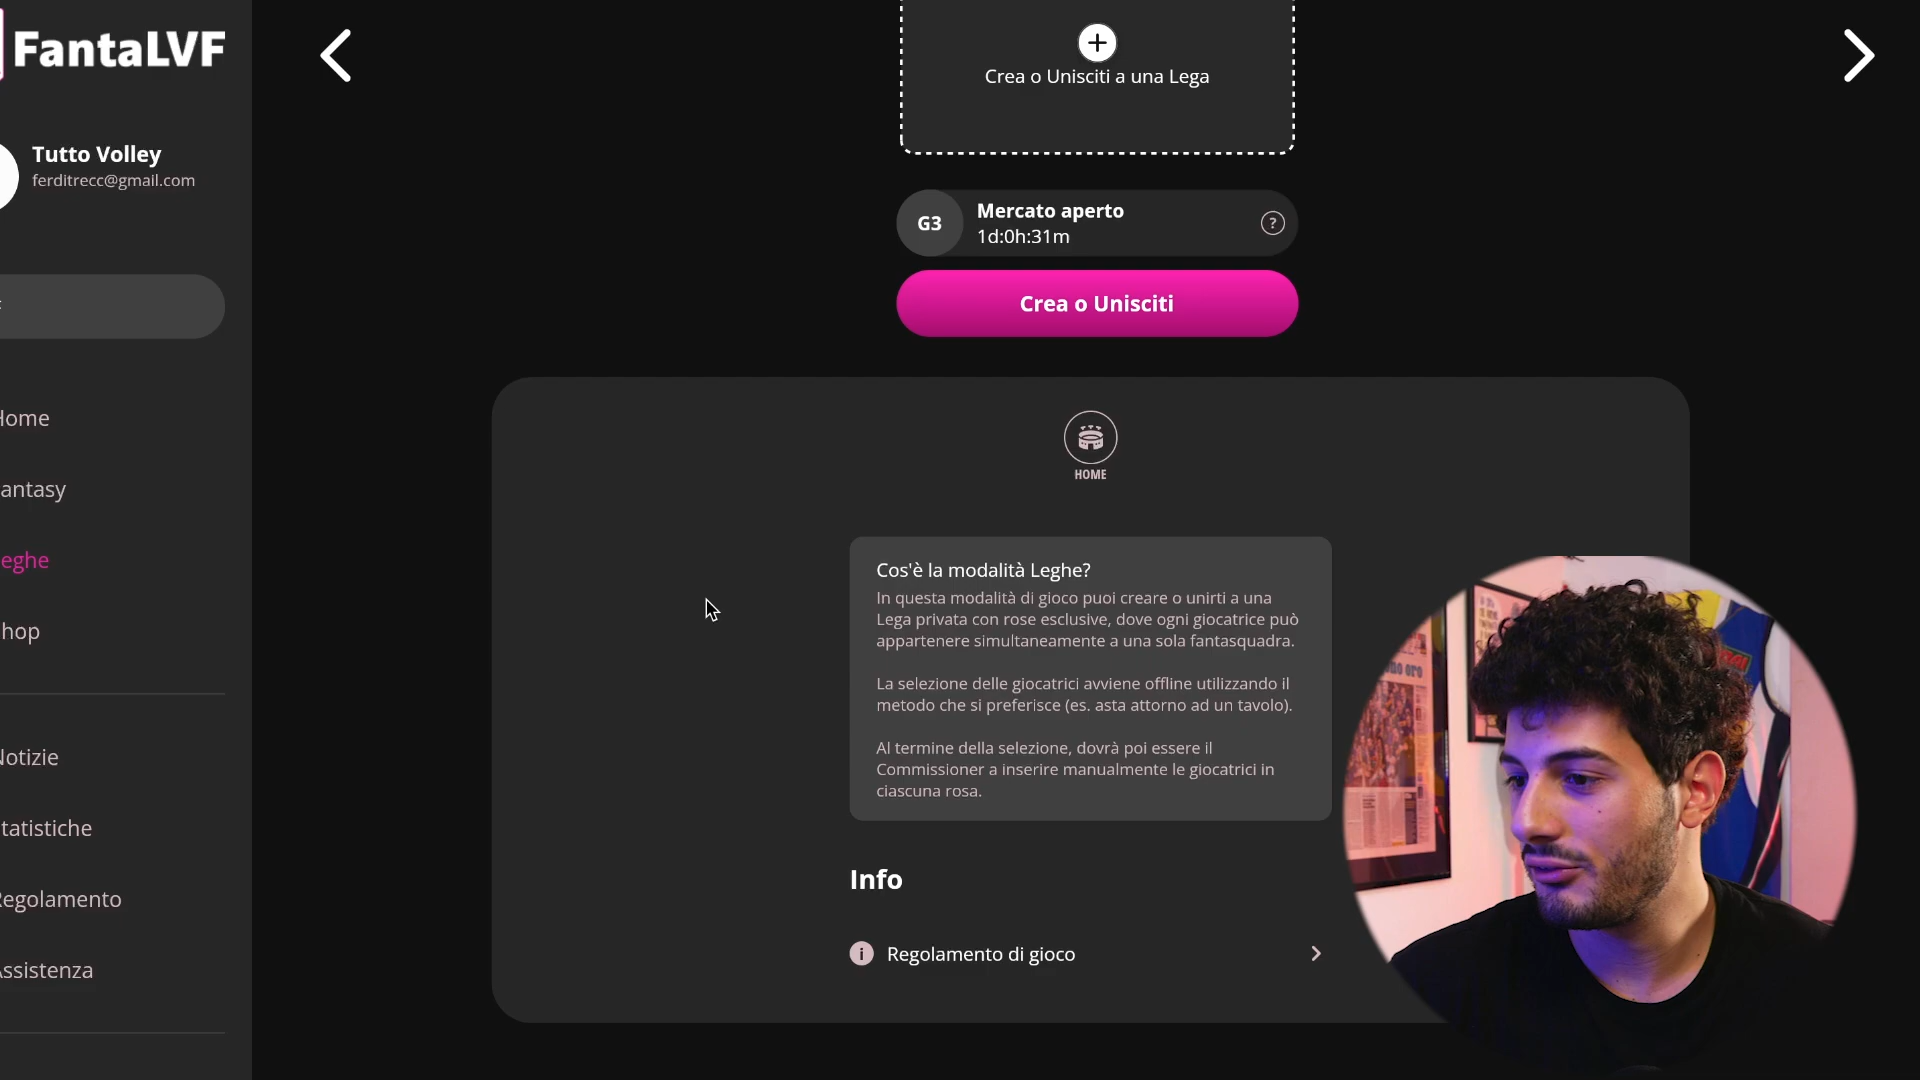 FantaLVF
Tutto Volley
ferditrecc@gmail.com
Home
antasy
eghe
hop
Notizie
tatistiche
Regolamento
Assistenza
Crea o Unisciti a una Lega
G3
Mercato aperto
1d:0h:31m
?
Crea o Unisciti
HOME
Cos'è la modalità Leghe?
In questa modalità di gioco puoi creare o unirti a una
Lega privata con rose esclusive, dove ogni giocatrice può
appartenere simultaneamente a una sola fantasquadra.
La selezione delle giocatrici avviene offline utilizzando il
metodo che si preferisce (es. asta attorno ad un tavolo).
Al termine della selezione, dovrà poi essere il
Commissioner a inserire manualmente le giocatrici in
ciascuna rosa.
Info
i
Regolamento di gioco